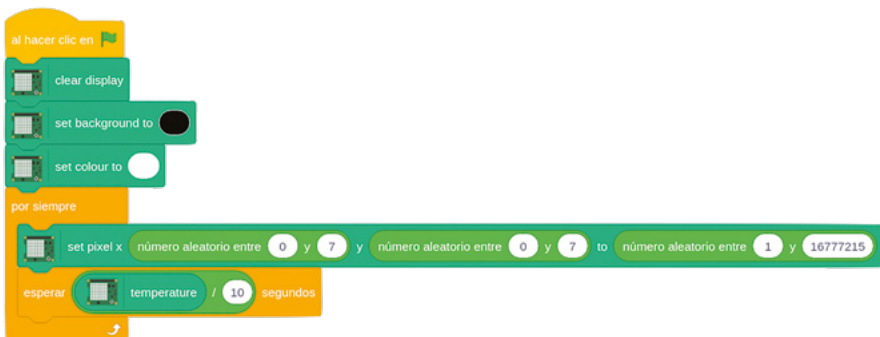 al hacer clic en
clear display
set background to
set colour to
por siempre
set pixel x número aleatorio entre 0 y 7 y número aleatorio entre 0 y 7 to número aleatorio entre 1 y 16777215
esperar temperature / 10 segundos